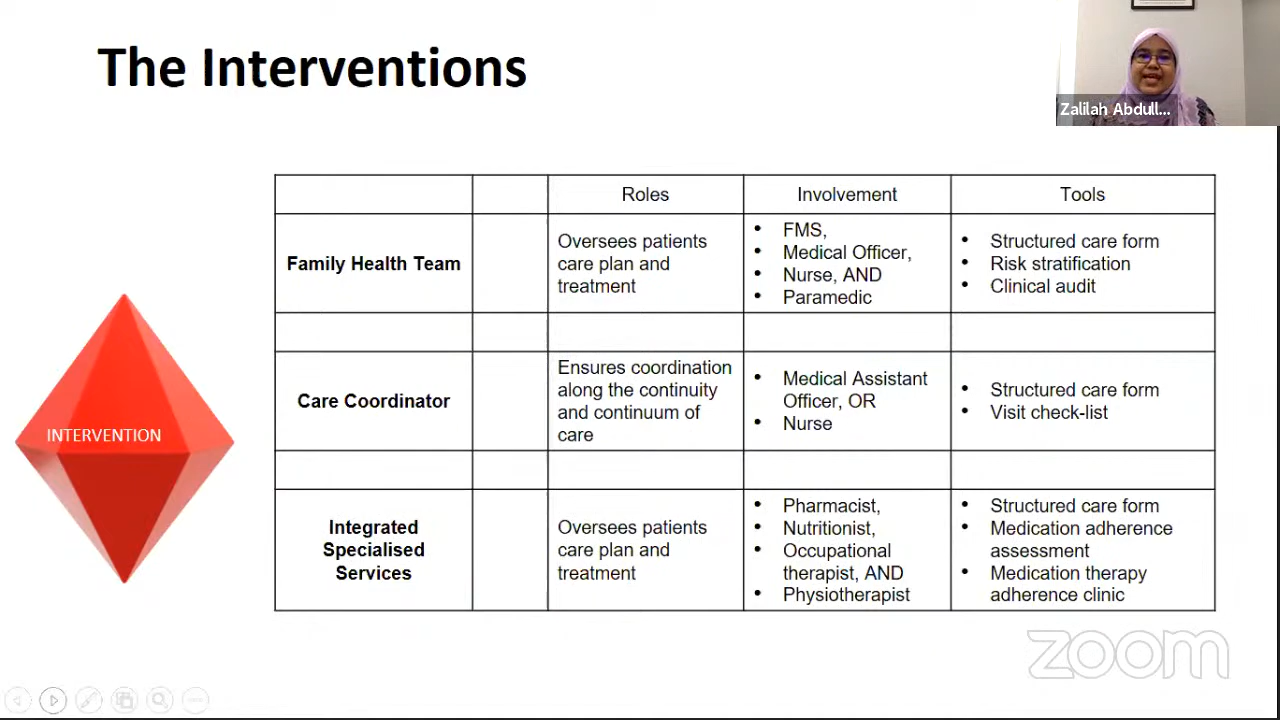 The Interventions
Zalilah Abdull...
Roles
Involvement
Tools
Family Health Team
Oversees patients
care plan and
treatment
• FMS,
• Medical Officer,
• Nurse, AND
• Paramedic
• Structured care form
• Risk stratification
• Clinical audit
Care Coordinator
Ensures coordination
along the continuity
and continuum of
care
• Medical Assistant
Officer, OR
• Nurse
• Structured care form
• Visit check-list
INTERVENTION
Integrated
Specialised
Services
Oversees patients
care plan and
treatment
• Pharmacist,
• Nutritionist,
• Occupational
therapist, AND
• Physiotherapist
• Structured care form
• Medication adherence
assessment
• Medication therapy
adherence clinic
zoom